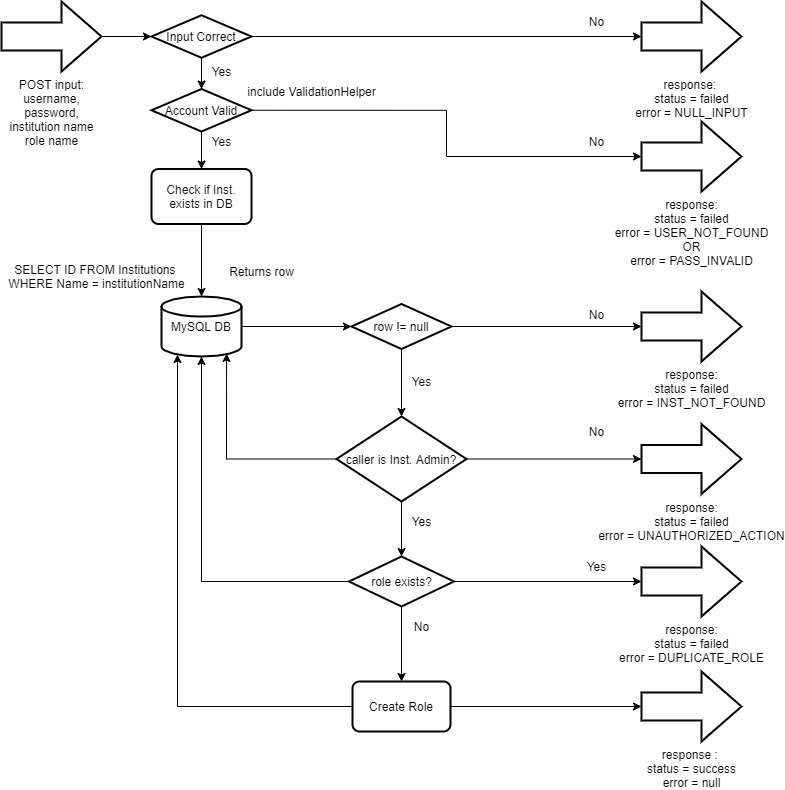 Input Correct
No
POST input:
username,
password,
institution name
role name
response:
status = failed
error = NULL_INPUT
Yes
include ValidationHelper
Account Valid
No
Yes
response:
status = failed
error = USER_NOT_FOUND
OR
error = PASS_INVALID
Check if Inst.
exists in DB
SELECT ID FROM Institutions
WHERE Name = institutionName
Returns row
MySQL DB
row != null
No
response:
status = failed
error = INST_NOT_FOUND
Yes
caller is Inst. Admin?
No
response:
status = failed
error = UNAUTHORIZED_ACTION
Yes
role exists?
Yes
response:
status = failed
error = DUPLICATE_ROLE
No
Create Role
response :
status = success
error = null